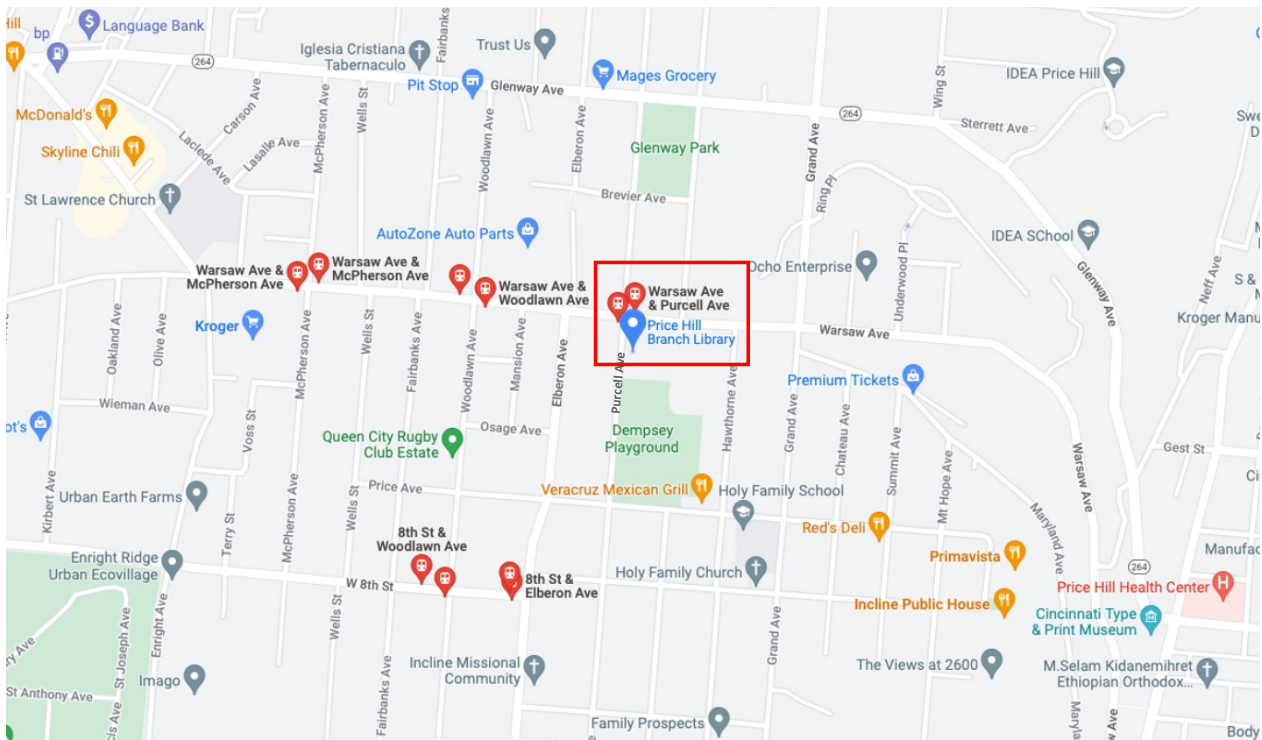 Language Bank
bp
Hill
Iglesia Cristiana
Tabernaculo
Fairbanks
Trust Us
264
Pit Stop
Glenway Ave
Mages Grocery
IDEA Price Hill
Wing St
264
Sterrett Ave
McDonald's
Skyline Chili
Carson Ave
Laclede Ave
Lasalle Ave
McPherson Ave
Wells St
Woodlawn Ave
Elberon Ave
Glenway Park
Grand Ave
Ring Pl
Brevier Ave
St Lawrence Church
AutoZone Auto Parts
IDEA SChool
Ocho Enterprise
Underwood Pl
Glenway Ave
Neff Ave
S &
Kroger Manu
Warsaw Ave &
McPherson Ave
Warsaw Ave &
McPherson Ave
Warsaw Ave &
Woodlawn Ave
Warsaw Ave
& Purcell Ave
Price Hill
Branch Library
Warsaw Ave
Kroger
Oakland Ave
Olive Ave
McPherson Ave
Wells St
Fairbanks Ave
Woodlawn Ave
Mansion Ave
Elberon Ave
Purcell Ave
Hawthorne Ave
Grand Ave
Premium Tickets
Chateau Ave
Summit Ave
Mt Hope Ave
Warsaw Ave
Gest St
Wieman Ave
ot's
Voss St
Osage Ave
Queen City Rugby
Club Estate
Dempsey
Playground
Kirbert Ave
Urban Earth Farms
Terry St
McPherson Ave
Wells St
Price Ave
Veracruz Mexican Grill
Holy Family School
Red's Deli
Maryland Ave
Primavista
264
Manufac
Enright Ridge
Urban Ecovillage
8th St &
Woodlawn Ave
W 8th St
8th St &
Elberon Ave
Holy Family Church
Incline Public House
Price Hill Health Center
Cincinnati Type
& Print Museum
Enright Ave
St Joseph Ave
Wells St
Fairbanks Ave
Grand Ave
Imago
St Anthony Ave
Incline Missional
Community
The Views at 2600
M.Selam Kidanemihret
Ethiopian Orthodox...
Family Prospects
Body